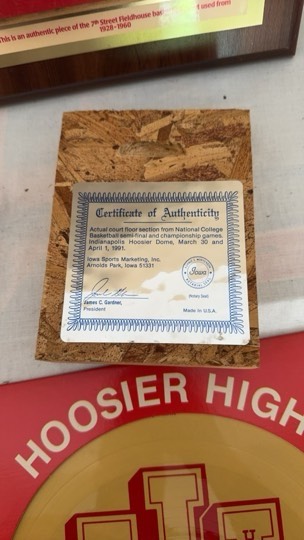 This is an authentic piece of the 7th Street Fieldhouse used from
1928-1960
Certificate of Authenticity
Actual court floor section from National College
Basketball semi-final and championship games.
Indianapolis Hoosier Dome, March 30 and
April 1, 1991.
Iowa Sports Marketing, Inc.
Arnolds Park, Iowa 51331
Iowa
James C. Gardner,
President
Made in U.S.A.
HOOSIER HIGH